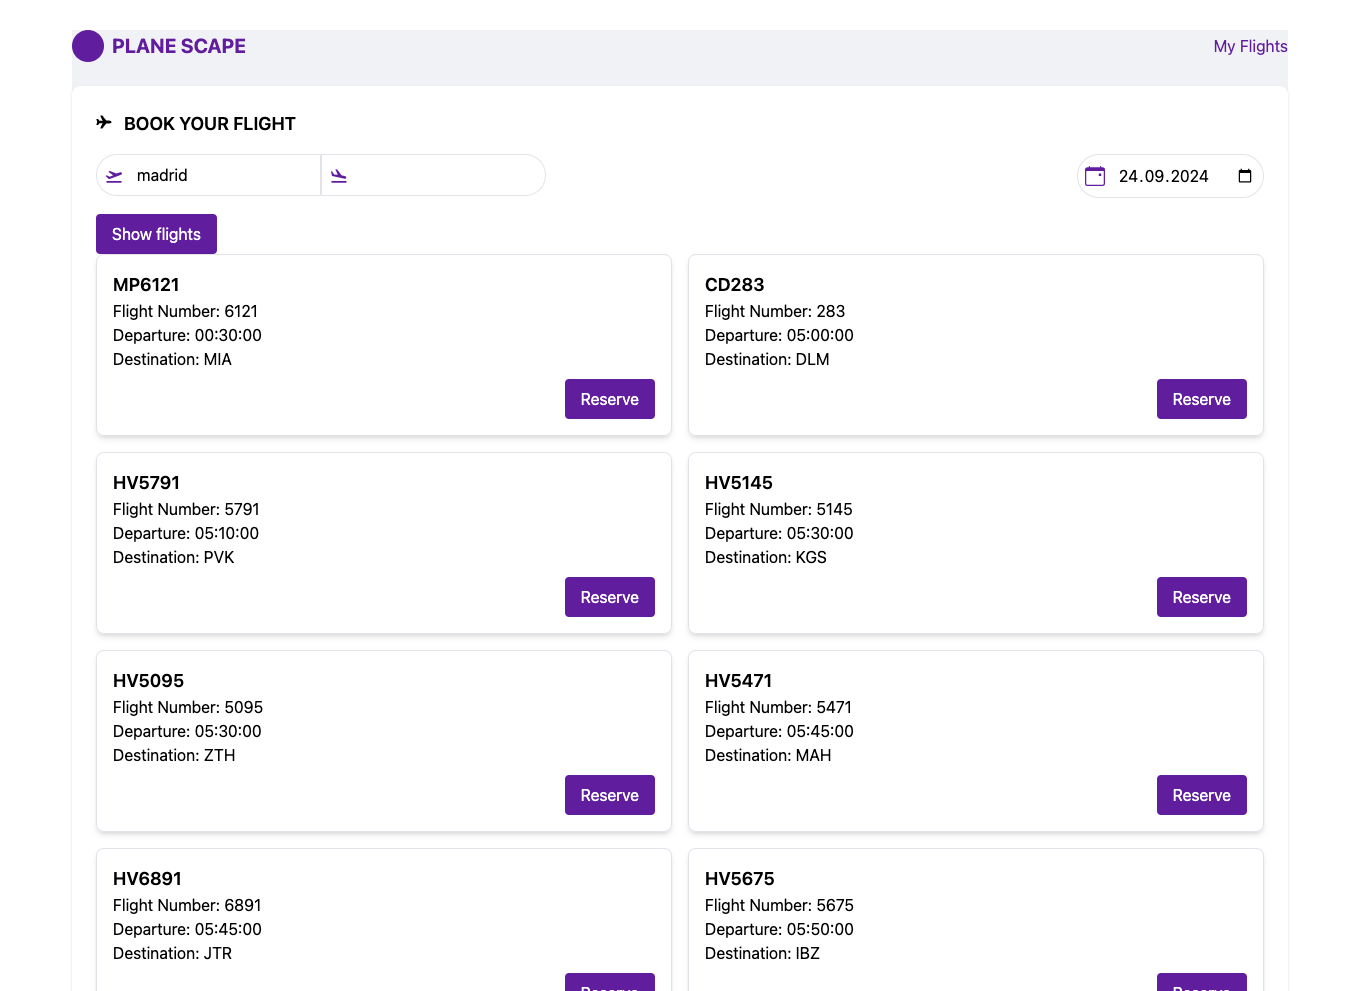 PLANE SCAPE
My Flights
BOOK YOUR FLIGHT
madrid
24.09.2024
Show flights
MP6121
Flight Number: 6121
Departure: 00:30:00
Destination: MIA
Reserve
CD283
Flight Number: 283
Departure: 05:00:00
Destination: DLM
Reserve
HV5791
Flight Number: 5791
Departure: 05:10:00
Destination: PVK
Reserve
HV5145
Flight Number: 5145
Departure: 05:30:00
Destination: KGS
Reserve
HV5095
Flight Number: 5095
Departure: 05:30:00
Destination: ZTH
Reserve
HV5471
Flight Number: 5471
Departure: 05:45:00
Destination: MAH
Reserve
HV6891
Flight Number: 6891
Departure: 05:45:00
Destination: JTR
Reserve
HV5675
Flight Number: 5675
Departure: 05:50:00
Destination: IBZ
Reserve